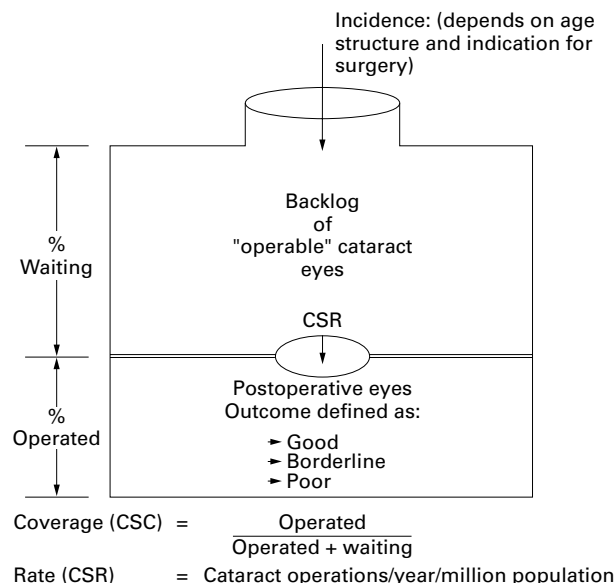 Incidence: (depends on age
structure and indication for
surgery)
Backlog
of
"operable" cataract
eyes
%
Waiting
CSR
Postoperative eyes
Outcome defined as:
%
Operated
Good
Borderline
Poor
Coverage (CSC) = Operated
Operated + waiting
Rate (CSR) = Cataract operations/year/million population